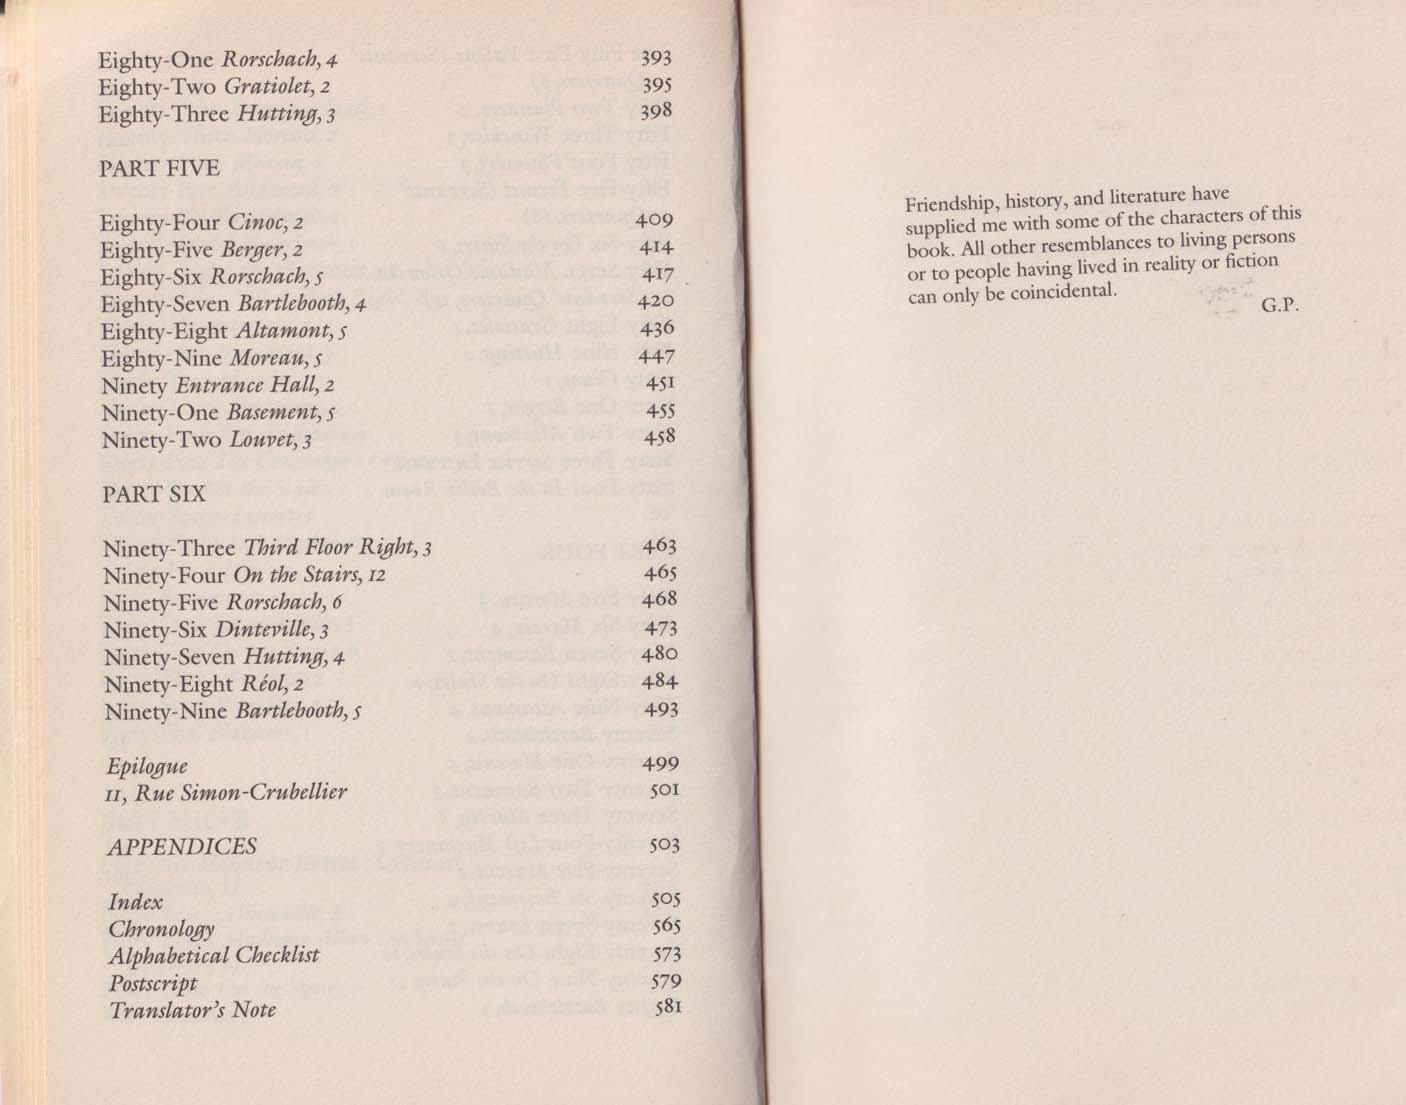 Eighty-One Rorschach, 4 393
Eighty-Two Gratiolet, 2 395
Eighty-Three Hutting, 3 398
PART FIVE
Eighty-Four Cinoc, 2 409
Eighty-Five Berger, 2 414
Eighty-Six Rorschach, 5 417
Eighty-Seven Bartlebooth, 4 420
Eighty-Eight Altamont, 5 436
Eighty-Nine Moreau, 5 447
Ninety Entrance Hall, 2 451
Ninety-One Basement, 5 455
Ninety-Two Louvet, 3 458
PART SIX
Ninety-Three Third Floor Right, 3 463
Ninety-Four On the Stairs, 12 465
Ninety-Five Rorschach, 6 468
Ninety-Six Dinteville, 3 473
Ninety-Seven Hutting, 4 480
Ninety-Eight Réol, 2 484
Ninety-Nine Bartlebooth, 5 493
Epilogue 499
11, Rue Simon-Crubellier 501
APPENDICES 503
Index 505
Chronology 565
Alphabetical Checklist 573
Postscript 579
Translator's Note 581
Friendship, history, and literature have
supplied me with some of the characters of this
book. All other resemblances to living persons
or to people having lived in reality or fiction
can only be coincidental.
G.P.